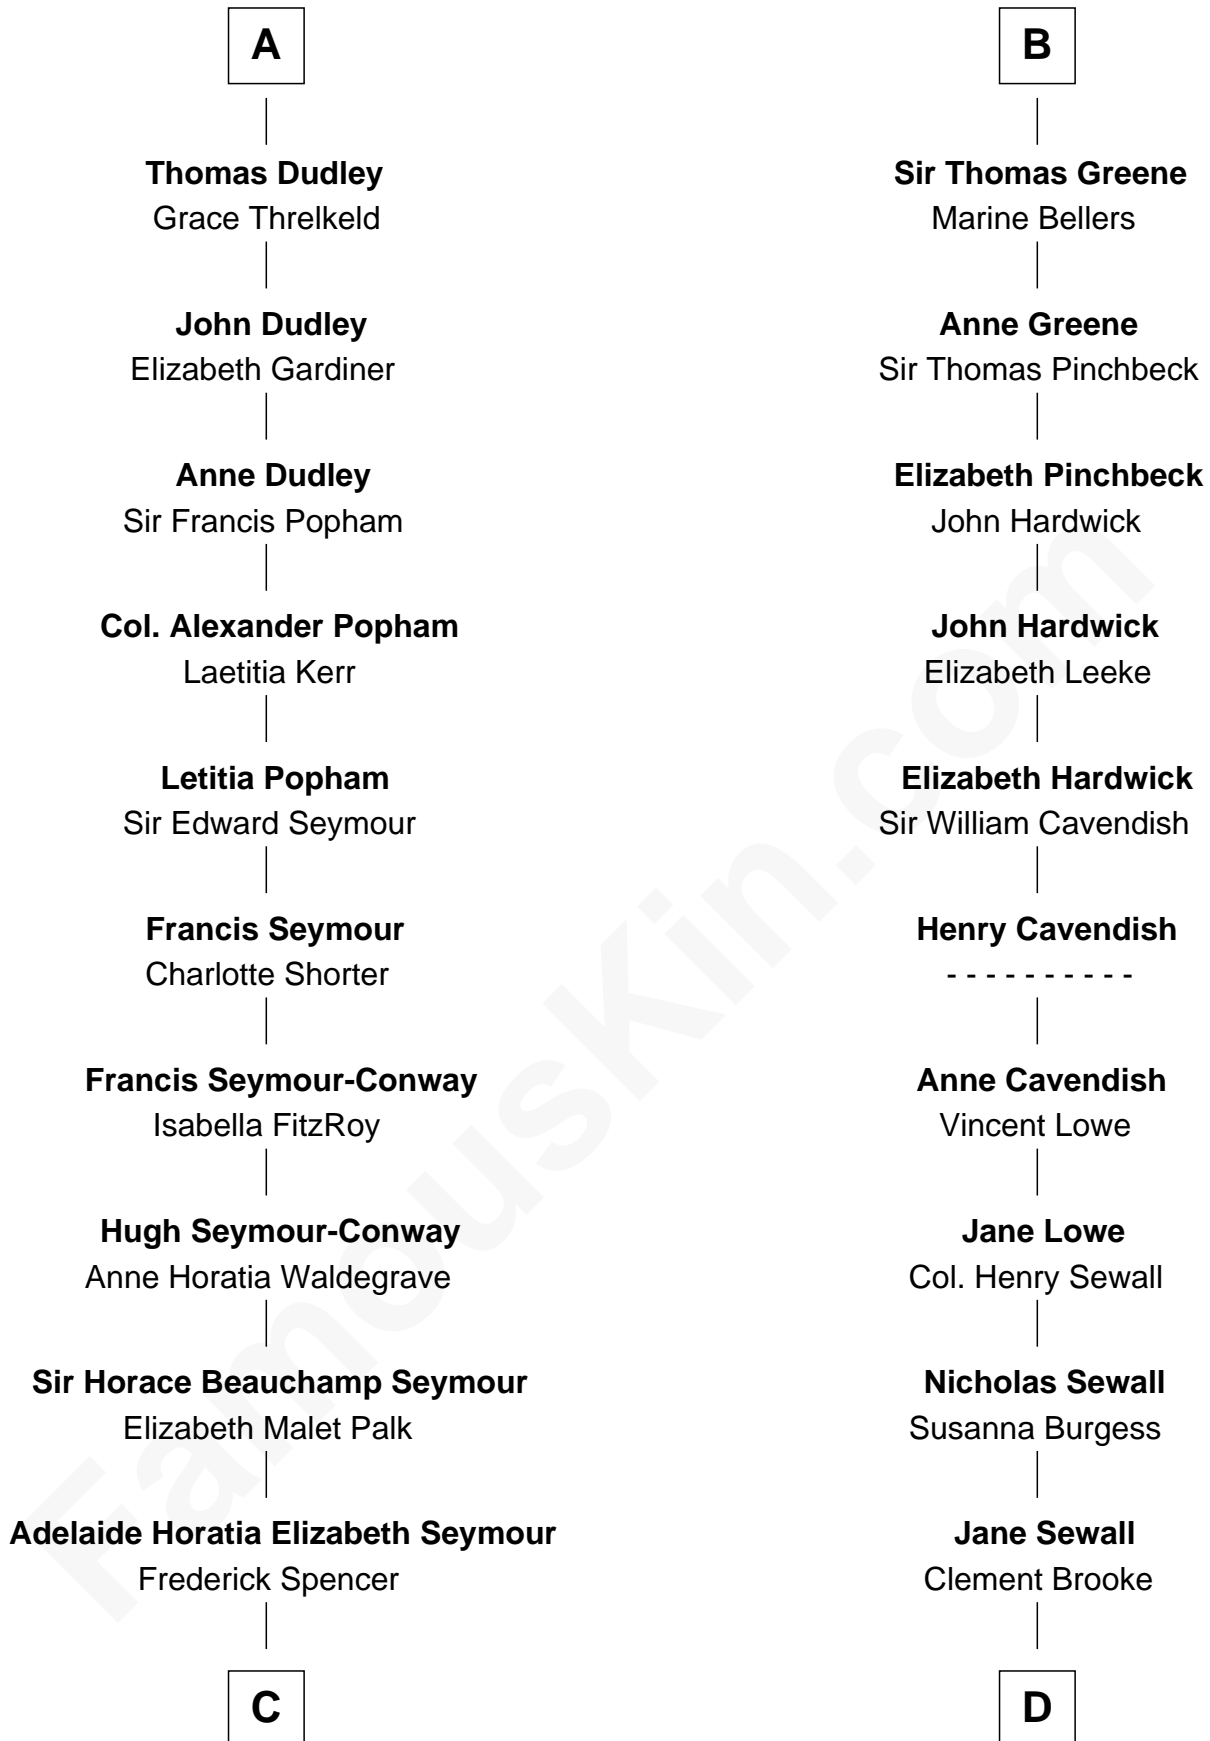 A
Thomas Dudley
Grace Threlkeld
John Dudley
Elizabeth Gardiner
Anne Dudley
Sir Francis Popham
Col. Alexander Popham
Laetitia Kerr
Letitia Popham
Sir Edward Seymour
Francis Seymour
Charlotte Shorter
Francis Seymour-Conway
Isabella FitzRoy
Hugh Seymour-Conway
Anne Horatia Waldegrave
Sir Horace Beauchamp Seymour
Elizabeth Malet Palk
Adelaide Horatia Elizabeth Seymour
Frederick Spencer
C
B
Sir Thomas Greene
Marine Bellers
Anne Greene
Sir Thomas Pinchbeck
Elizabeth Pinchbeck
John Hardwick
John Hardwick
Elizabeth Leeke
Elizabeth Hardwick
Sir William Cavendish
Henry Cavendish
- - - - - - - - - -
Anne Cavendish
Vincent Lowe
Jane Lowe
Col. Henry Sewall
Nicholas Sewall
Susanna Burgess
Jane Sewall
Clement Brooke
D
FamousKin.com